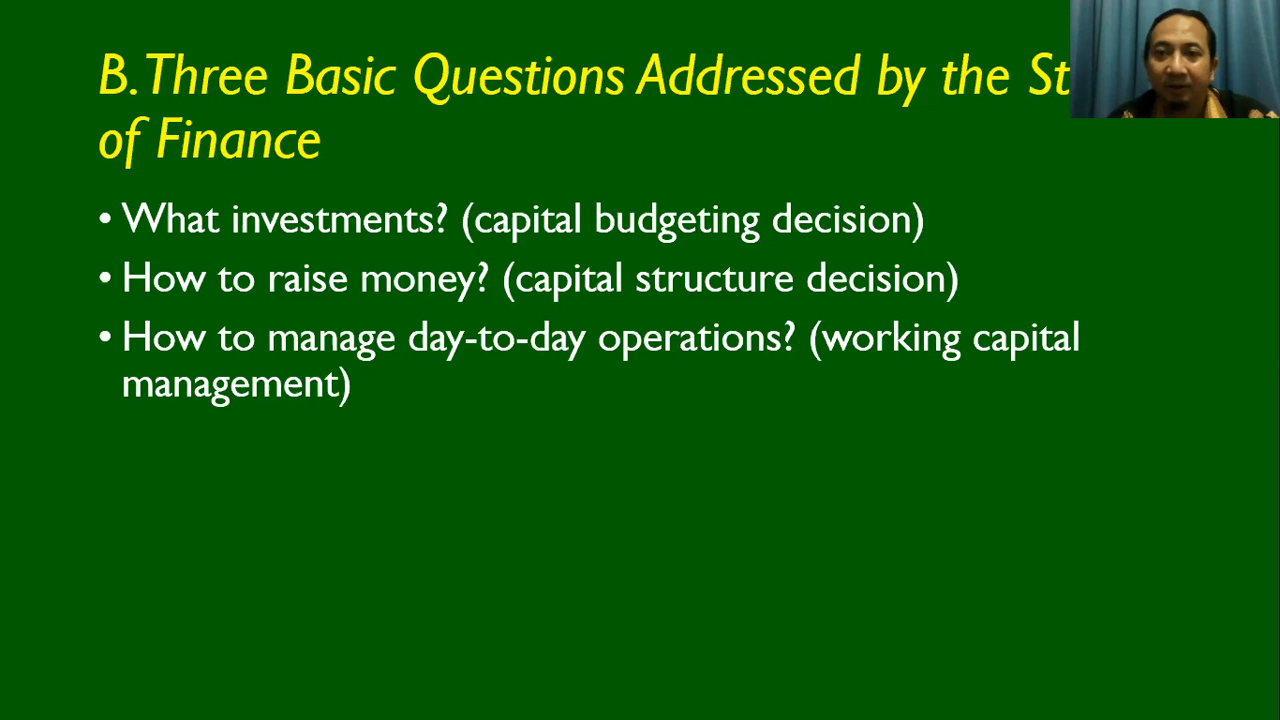 B. Three Basic Questions Addressed by the
of Finance
• What investments? (capital budgeting decision)
• How to raise money? (capital structure decision)
• How to manage day-to-day operations? (working capital
management)